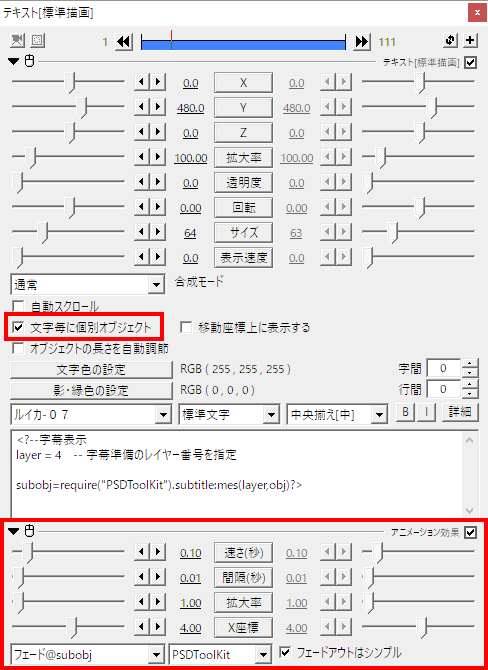 テキスト[標準描画]
1 111
テキスト[標準描画]
0.0 X 0.0
480.0 Y 480.0
0.0 Z 0.0
100.00 拡大率 100.00
0.0 透明度 0.0
0.00 回転 0.00
64 サイズ 63
0.0 表示速度 0.0
通常 合成モード
自動スクロール
文字毎に個別オブジェクト 移動座標上に表示する
オブジェクトの長さを自動調節
文字色の設定 RGB ( 255 , 255 , 255 ) 字間 0
影・縁色の設定 RGB ( 0 , 0 , 0 ) 行間 0
ルイカ-07 標準文字 中央揃え[中] B I 詳細
<?--字幕表示
layer = 4 -- 字幕準備のレイヤー番号を指定
subobj=require("PSDToolKit").subtitle:mes(layer,obj)?>
アニメーション効果
0.10 速さ(秒) 0.10
0.01 間隔(秒) 0.01
1.00 拡大率 1.00
4.00 X座標 4.00
フェード@subobj PSDToolKit フェードアウトはシンプル